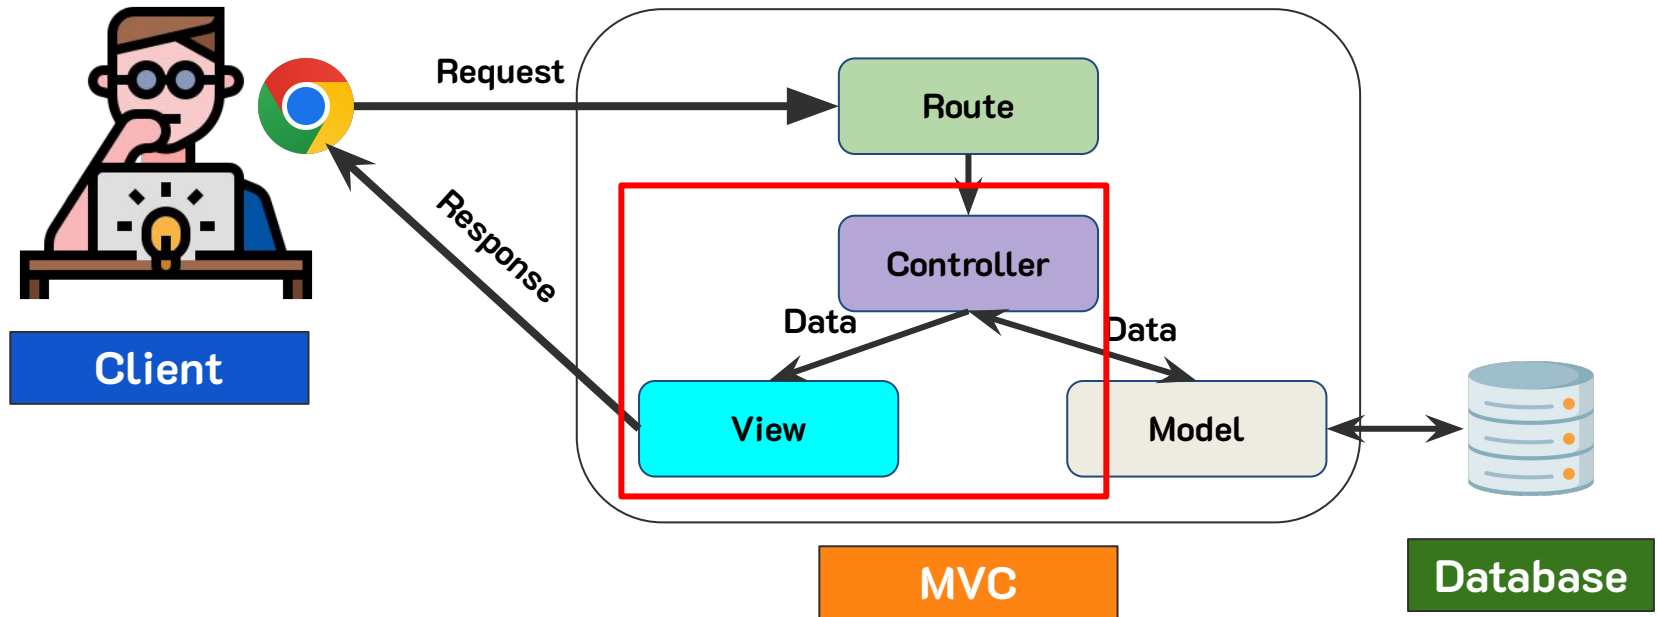 Request
Route
Response
Controller
Data
Data
Client
View
Model
MVC
Database